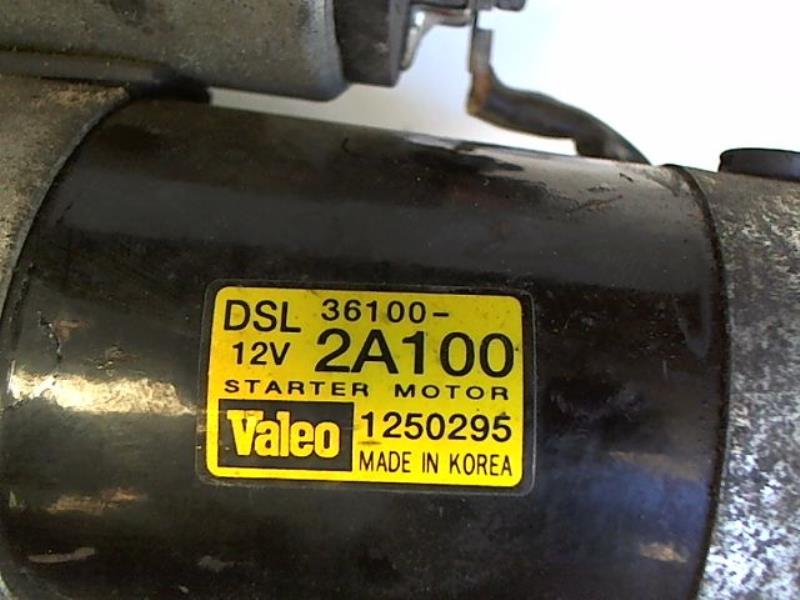 DSL 36100-
12V 2A100
STARTER MOTOR
Valeo 1250295
MADE IN KOREA